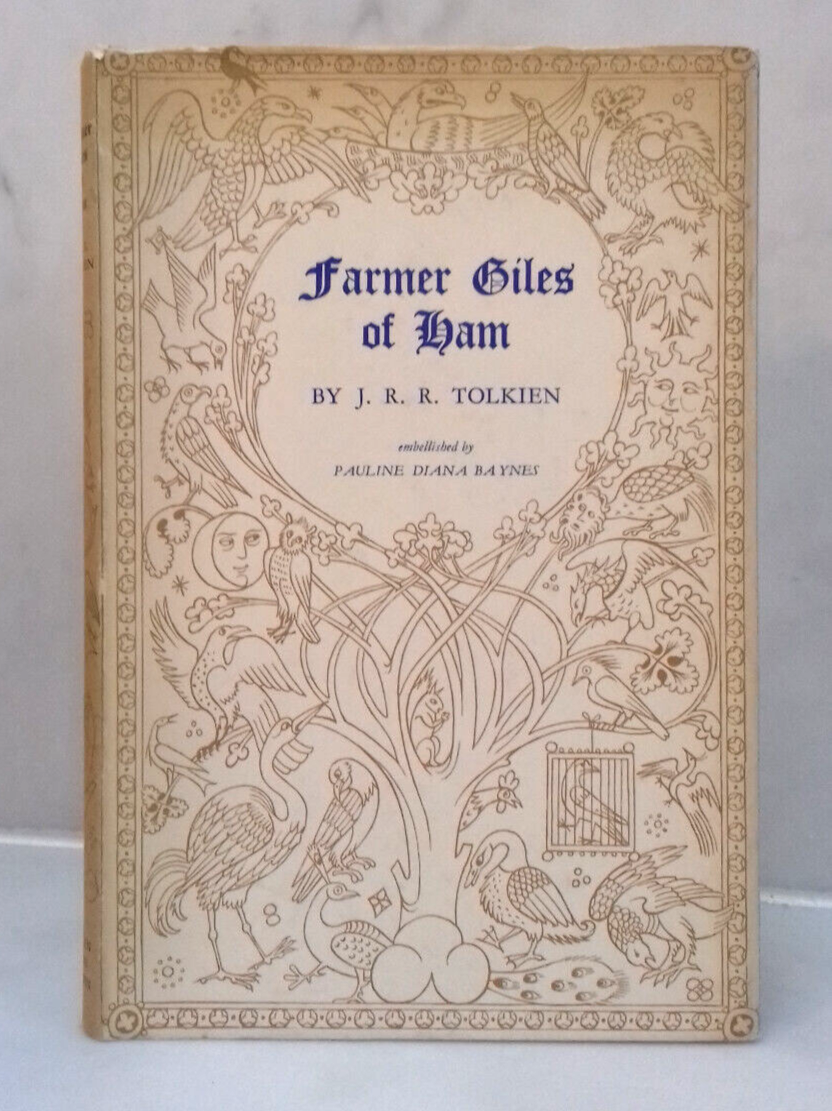 Farmer Giles
of Ham
BY J. R. R. TOLKIEN
embellished by
PAULINE DIANA BAYNES